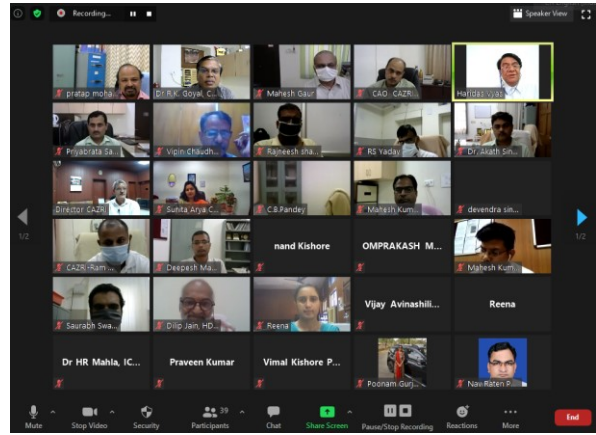 Recording...
Speaker View
pratap moha...
Dr R.K. Goyal, C...
Mahesh Gaur
CAO CAZRI
Haridas Vyas
Priyabrata Sa...
Vipin Chaudh...
Rajneesh sha...
RS Yadav
Dr. Akath Sin...
Director CAZRI
Sunita Arya C...
C.B.Pandey
Mahesh Kum...
devendra sin...
1/2
1/2
CAZRI-Ram
Deepesh Ma...
nand Kishore
OMPRAKASH M...
Mahesh Kum...
Saurabh Swa...
Dilip Jain, HD...
Reena
Vijay Avinashili...
Reena
Dr HR Mahla, IC...
Praveen Kumar
Vimal Kishore P...
Poonam Gurj...
Nav Raten P...
39
Mute
Stop Video
Security
Participants
Chat
Share Screen
Pause/Stop Recording
Reactions
More
End